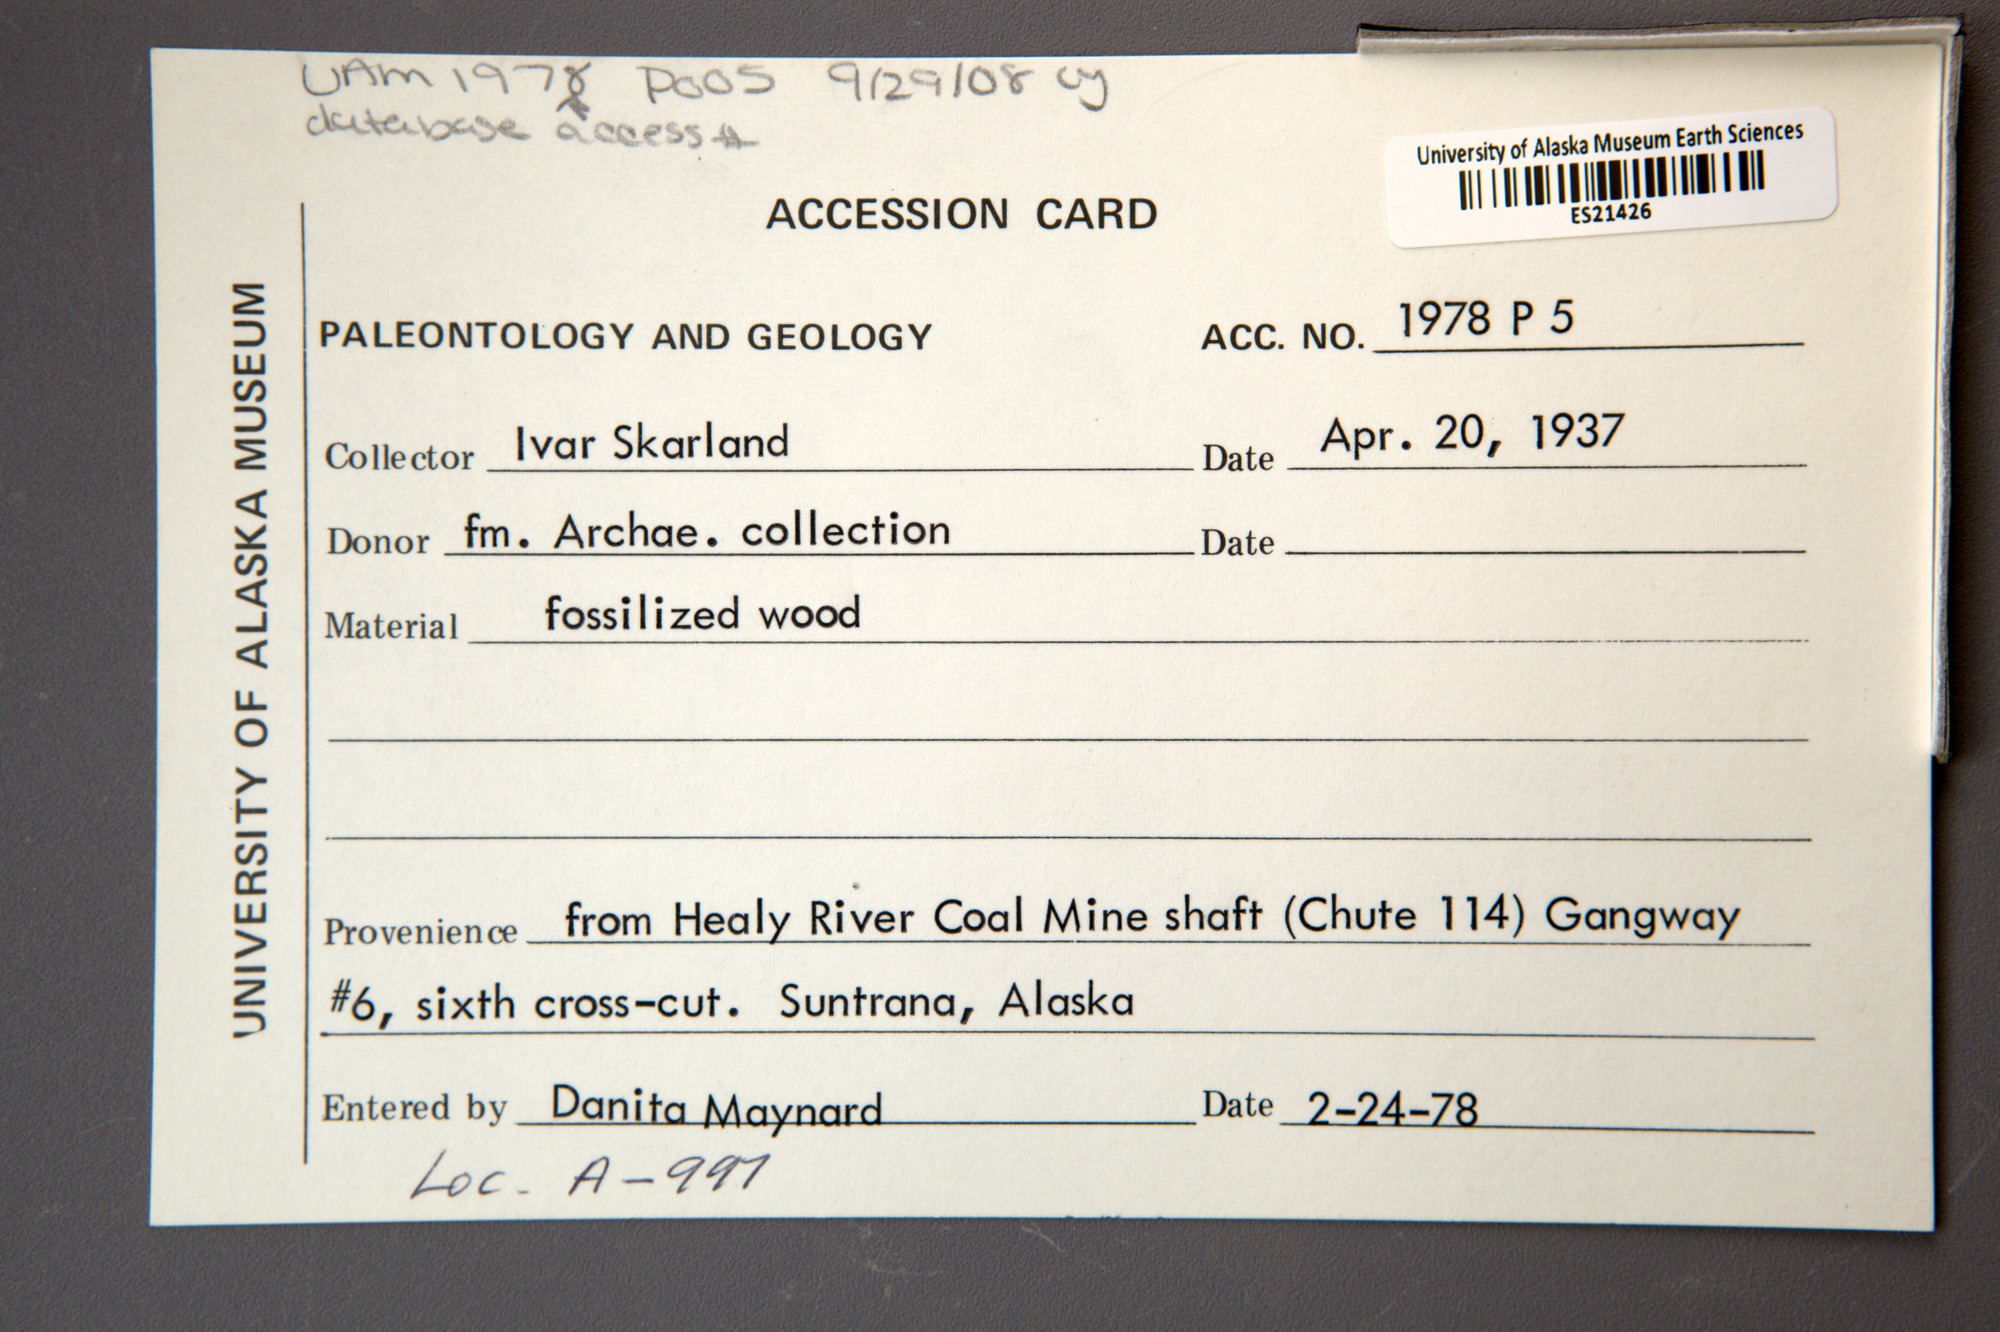 UAM 1978 P005 9/29/08 cy
database access#
University of Alaska Museum Earth Sciences
ES21426
ACCESSION CARD
UNIVERSITY OF ALASKA MUSEUM
PALEONTOLOGY AND GEOLOGY ACC. NO. 1978 P 5
Collector Ivar Skarland Date Apr. 20, 1937
Donor fm. Archae. collection Date
Material fossilized wood
Provenience from Healy River Coal Mine shaft (Chute 114) Gangway
#6, sixth cross-cut. Suntrana, Alaska
Entered by Danita Maynard Date 2-24-78
Loc. A-997